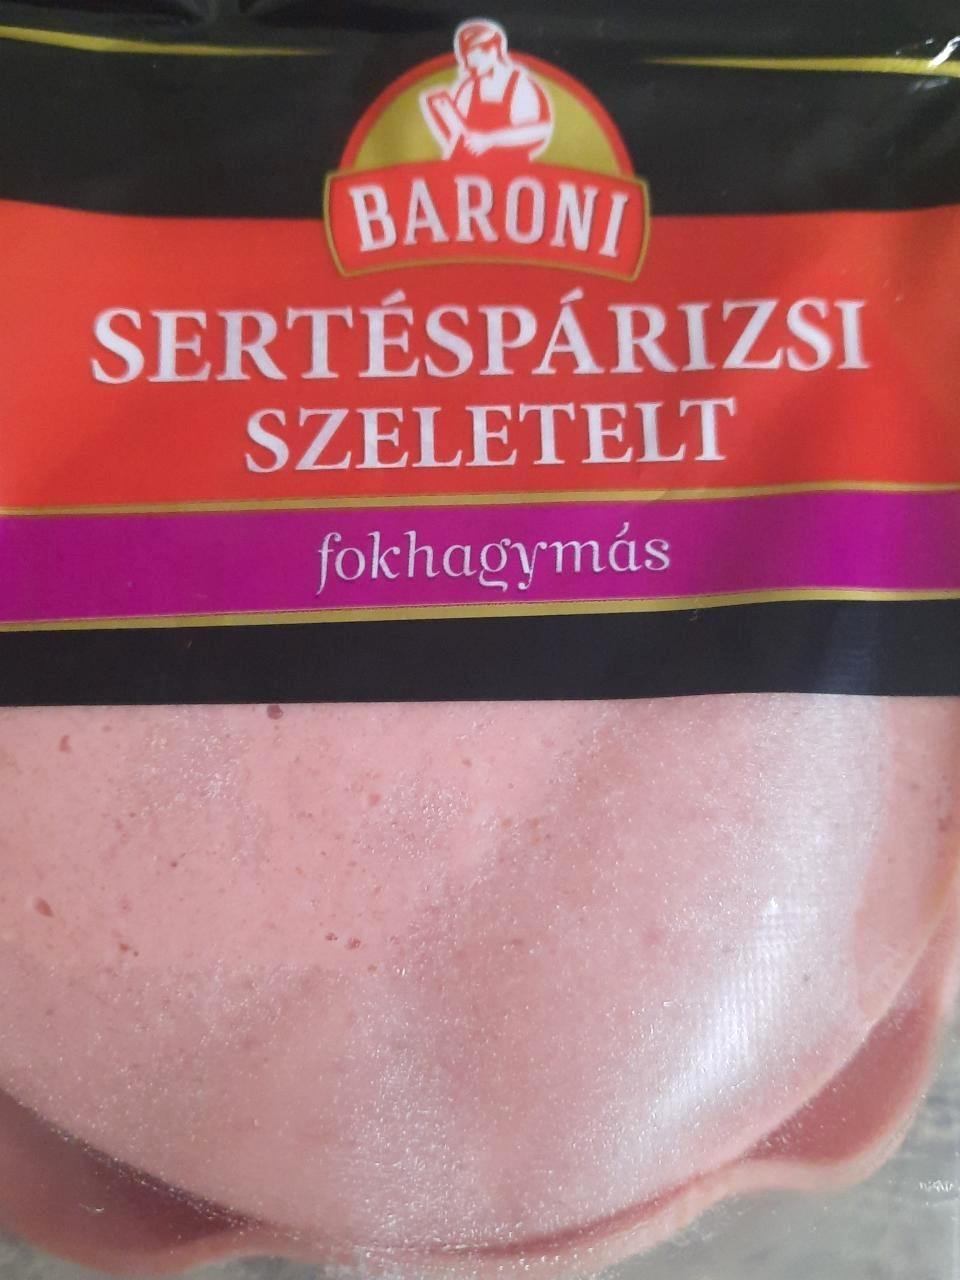 BARONI
SERTÉSPÁRIZSI
SZELETELT
fokhagymás